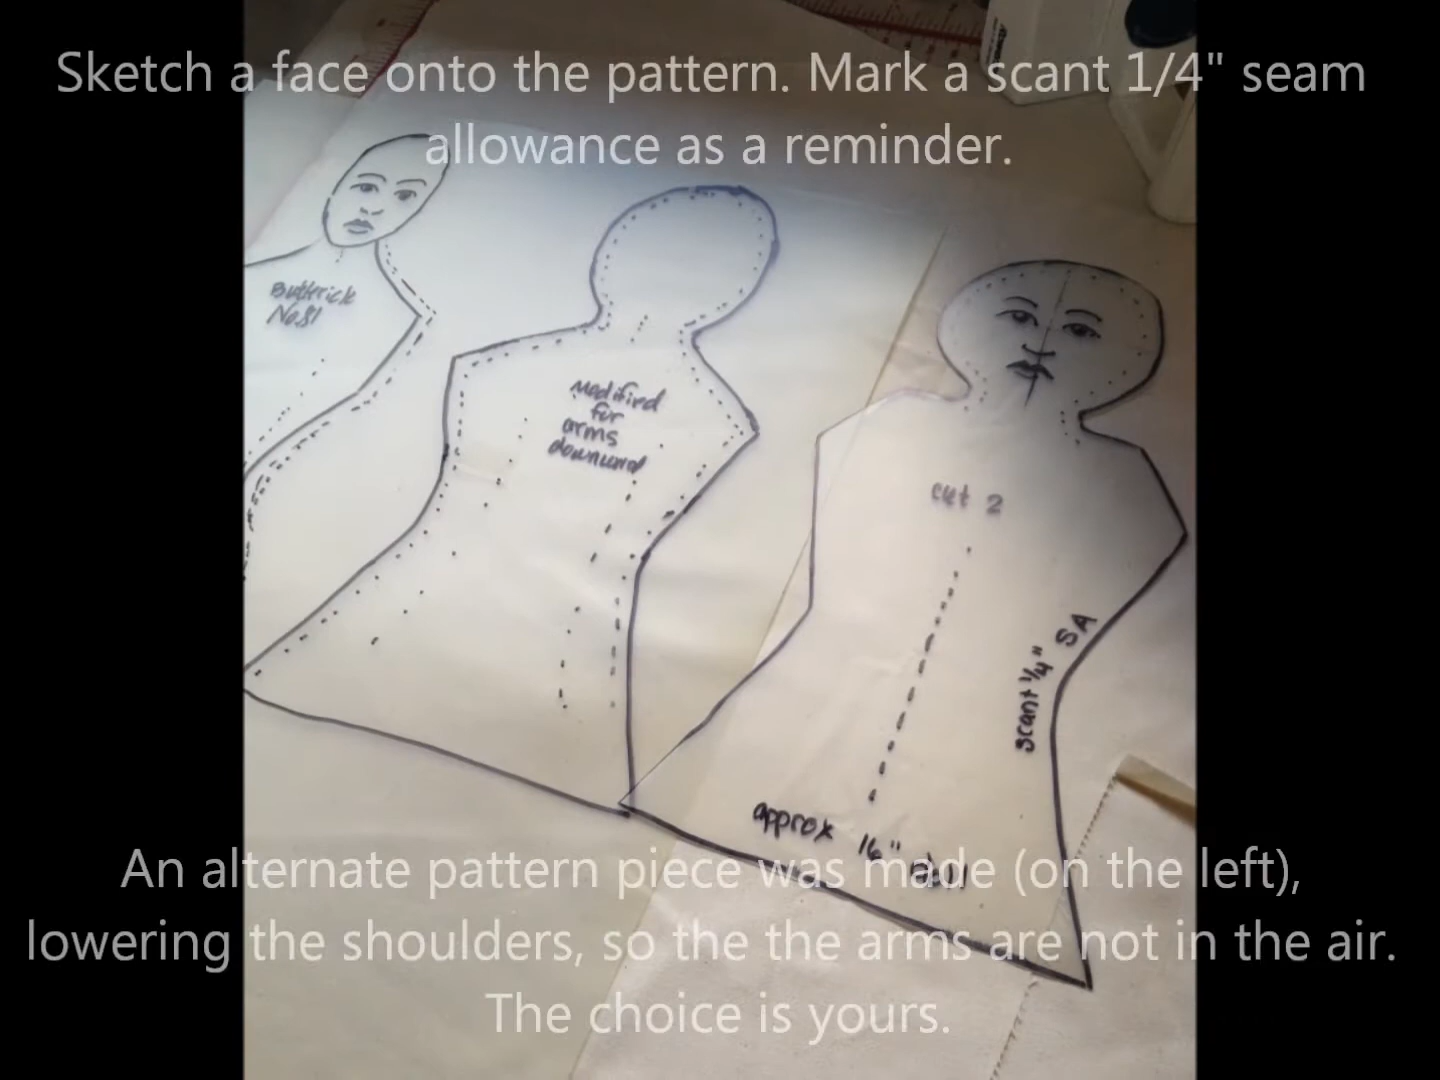 Sketch a face onto the pattern. Mark a scant 1/4" seam
allowance as a reminder.
Butterick
No.81
Modified
for
arms
downward
cut 2
scant 1/4" SA
approx 16" doll
An alternate pattern piece was made (on the left),
lowering the shoulders, so the the arms are not in the air.
The choice is yours.